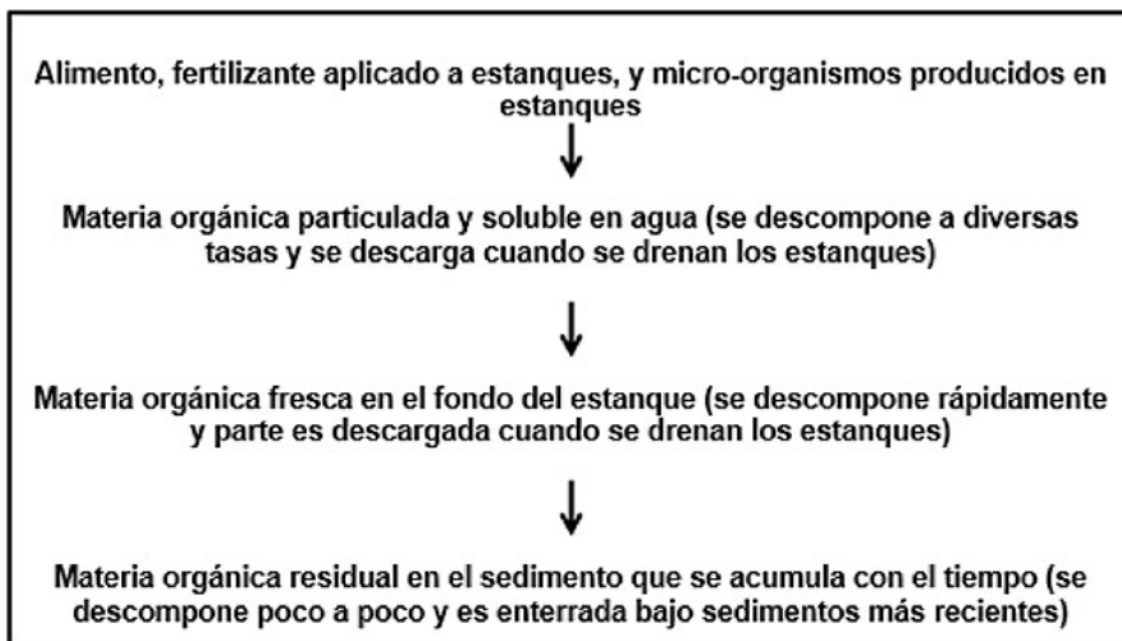 Alimento, fertilizante aplicado a estanques, y micro-organismos producidos en
estanques
Materia orgánica particulada y soluble en agua (se descompone a diversas
tasas y se descarga cuando se drenan los estanques)
Materia orgánica fresca en el fondo del estanque (se descompone rápidamente
y parte es descargada cuando se drenan los estanques)
Materia orgánica residual en el sedimento que se acumula con el tiempo (se
descompone poco a poco y es enterrada bajo sedimentos más recientes)